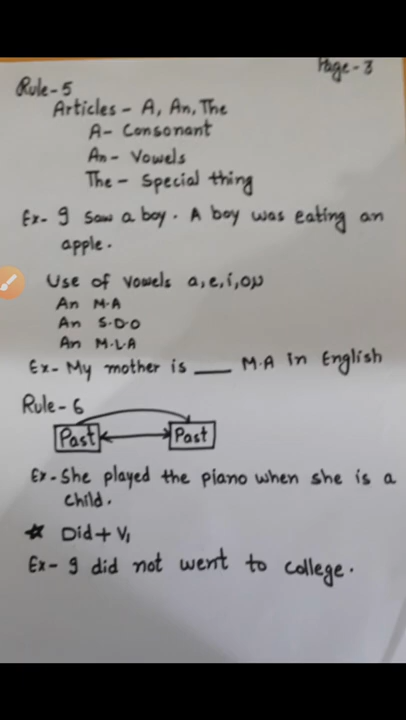 Page-3
Rule-5
Articles - A, An, The
A- Consonant
An- Vowels
The- Special thing
Ex- I saw a boy. A boy was eating an
apple.
Use of vowels a,e,i,o,u
An M.A
An S.D.O
An M.L.A
Ex- My mother is ___ M.A in English
Rule-6
Past Past
Ex- She played the piano when she is a
child.
Did + V1
Ex- I did not went to college.